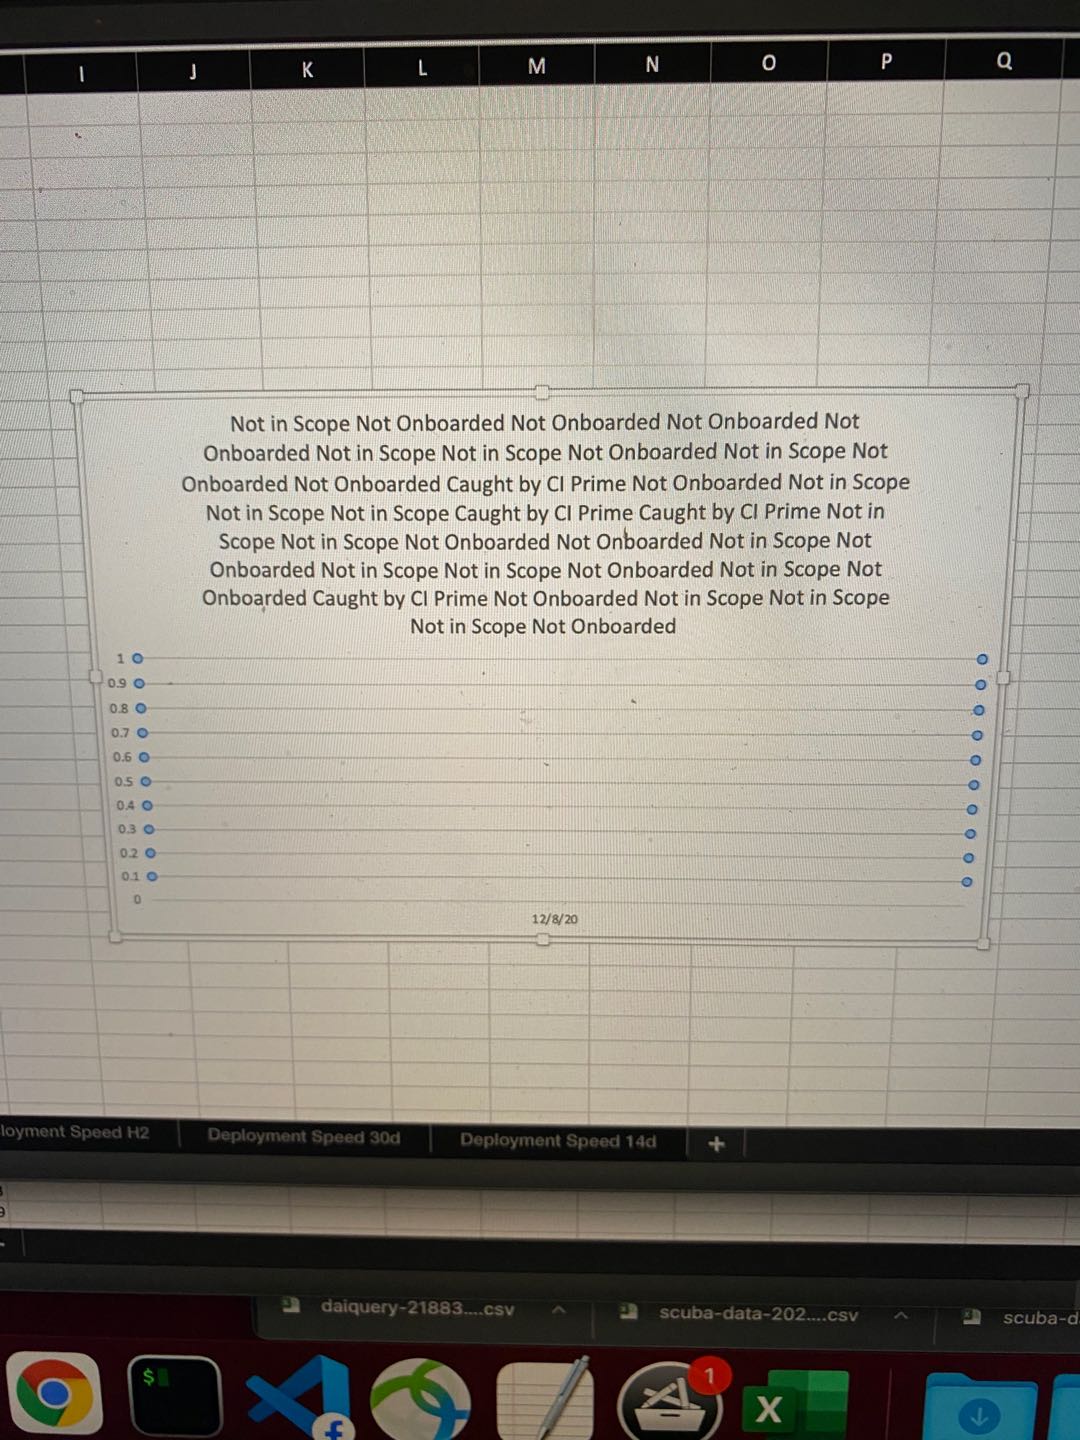 I J K L M N O P Q
Not in Scope Not Onboarded Not Onboarded Not Onboarded Not
Onboarded Not in Scope Not in Scope Not Onboarded Not in Scope Not
Onboarded Not Onboarded Caught by CI Prime Not Onboarded Not in Scope
Not in Scope Not in Scope Caught by CI Prime Caught by CI Prime Not in
Scope Not in Scope Not Onboarded Not Onboarded Not in Scope Not
Onboarded Not in Scope Not in Scope Not Onboarded Not in Scope Not
Onboarded Caught by CI Prime Not Onboarded Not in Scope Not in Scope
Not in Scope Not Onboarded
1
0.9
0.8
0.7
0.6
0.5
0.4
0.3
0.2
0.1
0
12/8/20
loyment Speed H2 Deployment Speed 30d Deployment Speed 14d +
9
daiquery-21883....csv scuba-data-202....csv scuba-d
$
1
f
X